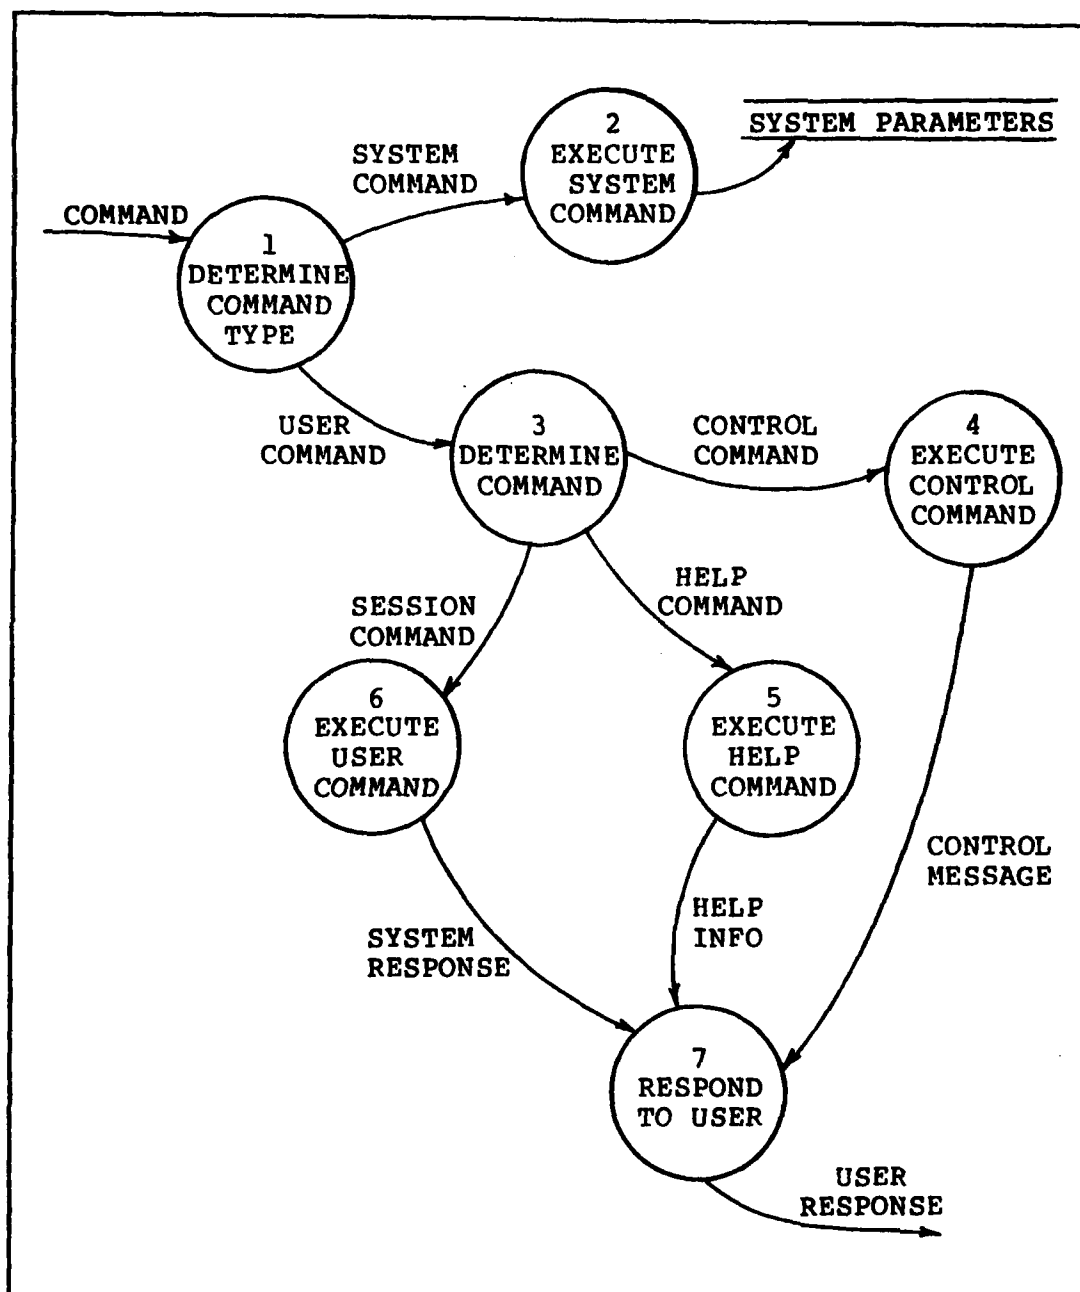 2
EXECUTE
SYSTEM
COMMAND
SYSTEM PARAMETERS
SYSTEM
COMMAND
COMMAND
1
DETERMINE
COMMAND
TYPE
USER
COMMAND
3
DETERMINE
COMMAND
CONTROL
COMMAND
4
EXECUTE
CONTROL
COMMAND
SESSION
COMMAND
HELP
COMMAND
6
EXECUTE
USER
COMMAND
5
EXECUTE
HELP
COMMAND
CONTROL
MESSAGE
SYSTEM
RESPONSE
HELP
INFO
7
RESPOND
TO USER
USER
RESPONSE